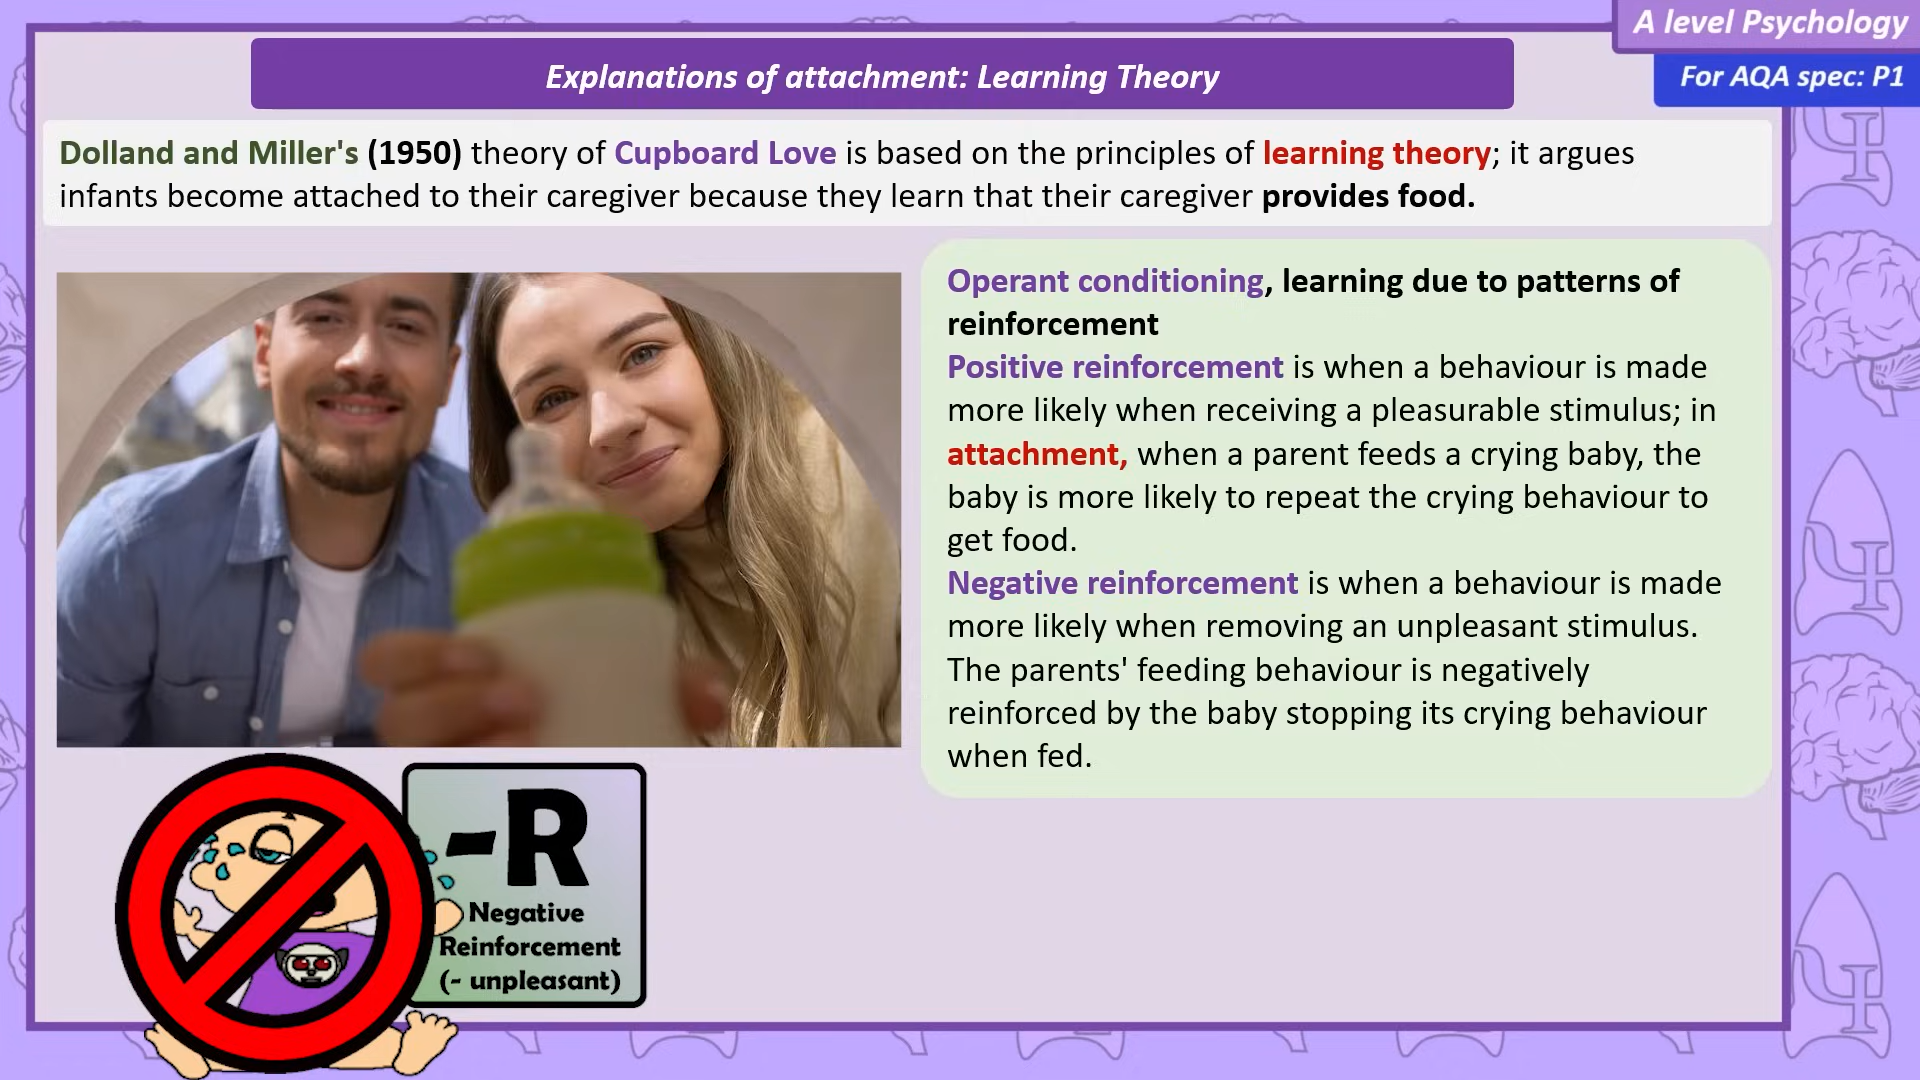 A level Psychology
For AQA spec: P1
Explanations of attachment: Learning Theory
Dolland and Miller's (1950) theory of Cupboard Love is based on the principles of learning theory; it argues
infants become attached to their caregiver because they learn that their caregiver provides food.
Operant conditioning, learning due to patterns of
reinforcement
Positive reinforcement is when a behaviour is made
more likely when receiving a pleasurable stimulus; in
attachment, when a parent feeds a crying baby, the
baby is more likely to repeat the crying behaviour to
get food.
Negative reinforcement is when a behaviour is made
more likely when removing an unpleasant stimulus.
The parents' feeding behaviour is negatively
reinforced by the baby stopping its crying behaviour
when fed.
-R
Negative
Reinforcement
(- unpleasant)